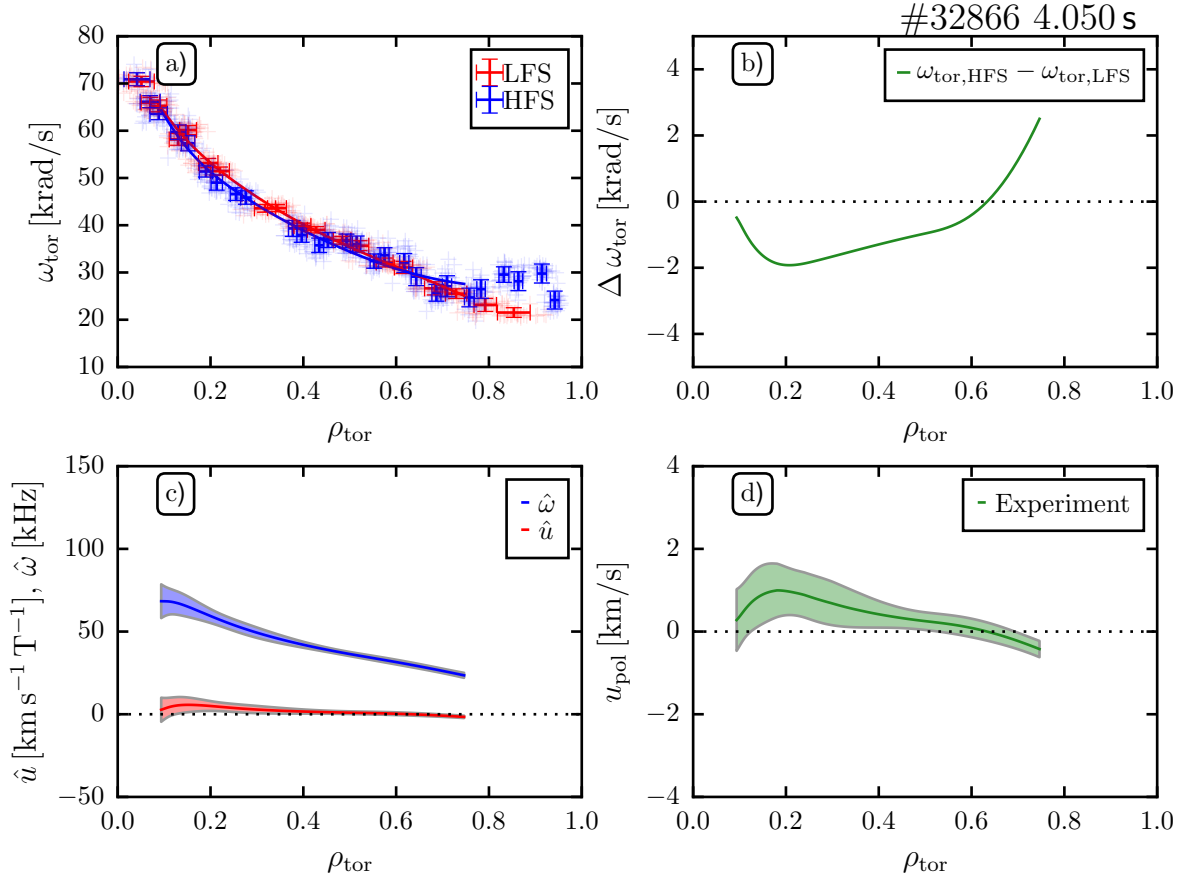 #32866 4.050 s
80
70
60
50
40
30
20
10
0.0 0.2 0.4 0.6 0.8 1.0
ω_tor [krad/s]
ρ_tor
a)
LFS
HFS
4
2
0
−2
−4
0.0 0.2 0.4 0.6 0.8 1.0
Δ ω_tor [krad/s]
ρ_tor
b)
ω_tor,HFS − ω_tor,LFS
150
100
50
0
−50
0.0 0.2 0.4 0.6 0.8 1.0
û [km s⁻¹ T⁻¹], ω̂ [kHz]
ρ_tor
c)
ω̂
û
4
2
0
−2
−4
0.0 0.2 0.4 0.6 0.8 1.0
u_pol [km/s]
ρ_tor
d)
Experiment